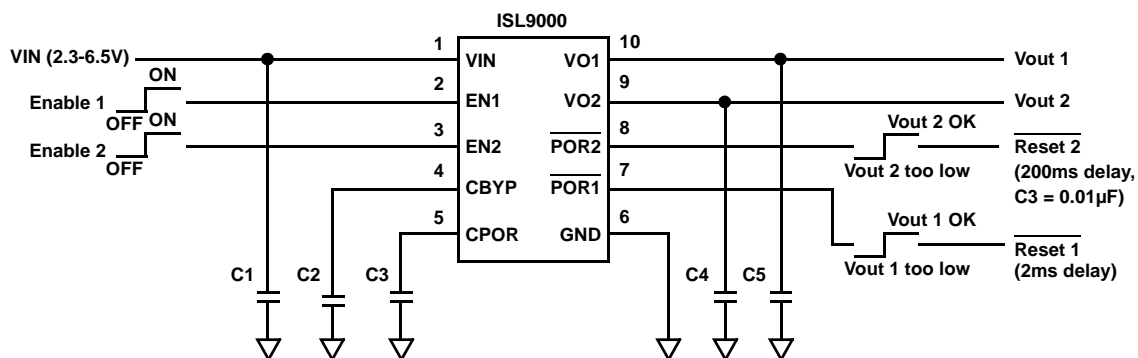 ISL9000
VIN (2.3-6.5V)
1
VIN
VO1
10
Vout 1
Enable 1
OFF
ON
2
EN1
VO2
9
Vout 2
Enable 2
OFF
ON
3
EN2
POR2
8
Vout 2 OK
Vout 2 too low
Reset 2
(200ms delay,
C3 = 0.01µF)
4
CBYP
POR1
7
Vout 1 OK
Vout 1 too low
Reset 1
(2ms delay)
5
CPOR
GND
6
C1
C2
C3
C4
C5